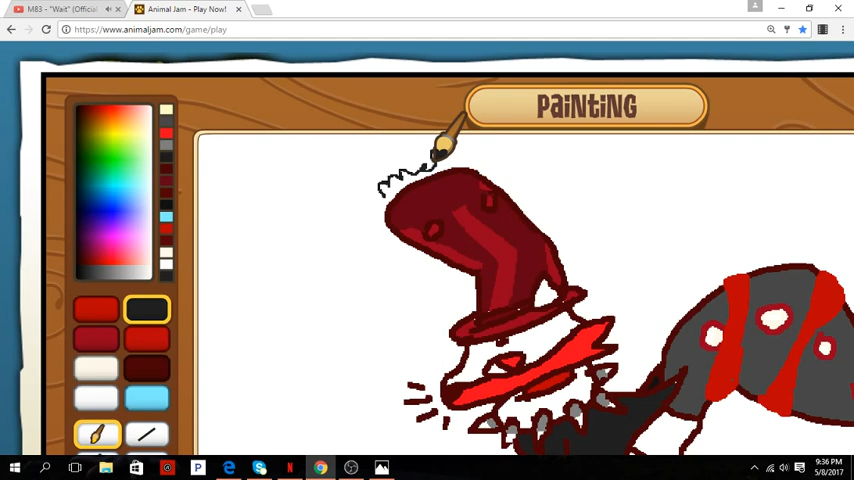 M83 - "Wait" (Official
Animal Jam - Play Now!
https://www.animaljam.com/game/play
PAINTING
9:36 PM
5/8/2017